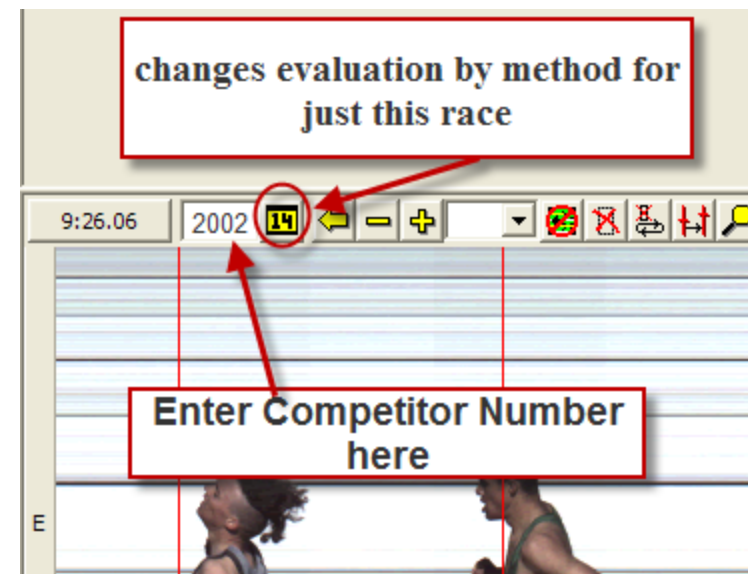 changes evaluation by method for
just this race
9:26.06 2002 14
Enter Competitor Number
here
E